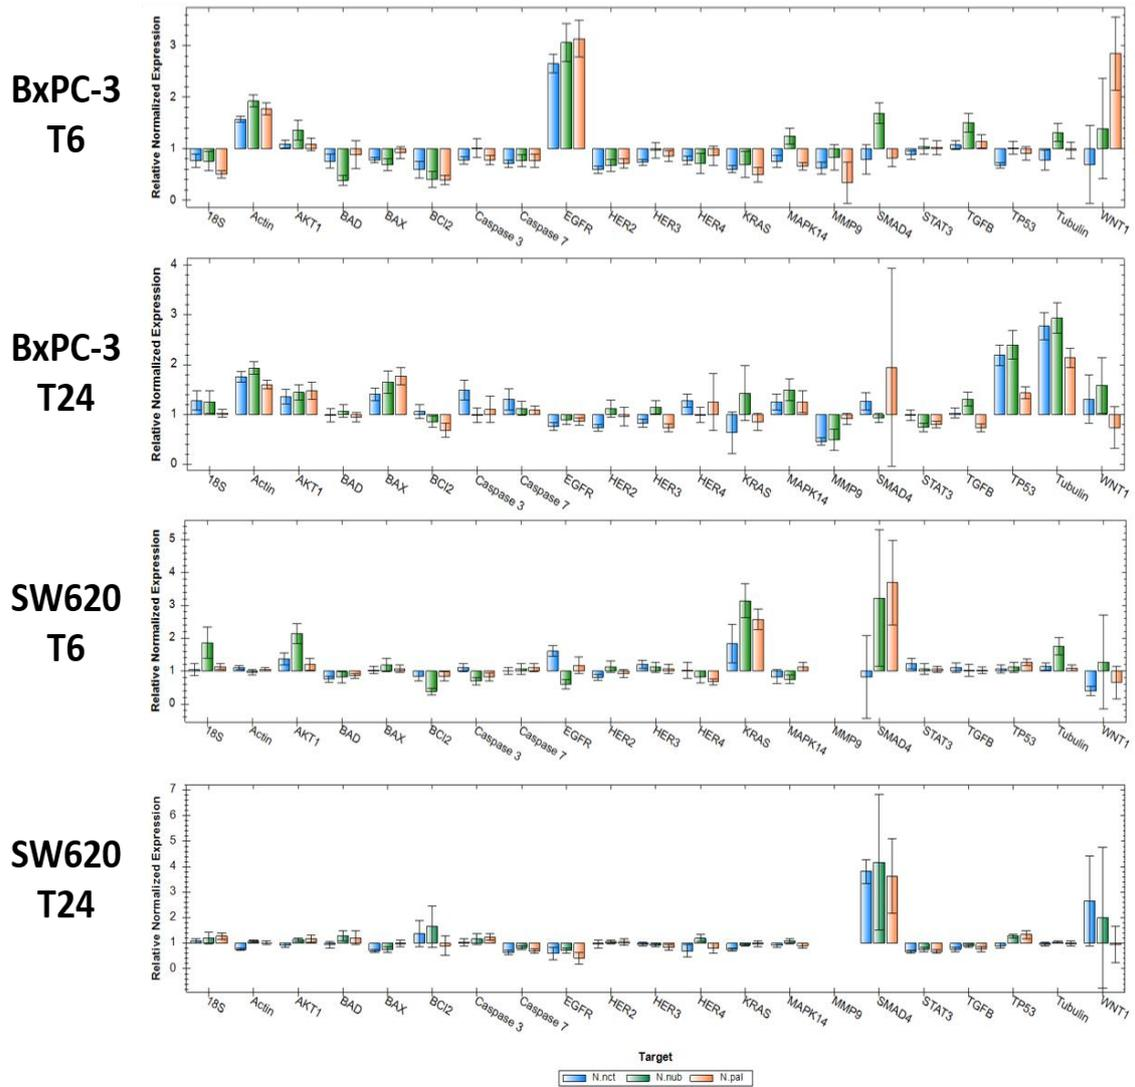 BxPC-3
T6
Relative Normalized Expression
3
2
1
0
18S Actin AKT1 BAD BAX BCl2 Caspase 3 Caspase 7 EGFR HER2 HER3 HER4 KRAS MAPK14 MMP9 SMAD4 STAT3 TGFB TP53 Tubulin WNT1
BxPC-3
T24
Relative Normalized Expression
4
3
2
1
0
18S Actin AKT1 BAD BAX BCl2 Caspase 3 Caspase 7 EGFR HER2 HER3 HER4 KRAS MAPK14 MMP9 SMAD4 STAT3 TGFB TP53 Tubulin WNT1
SW620
T6
Relative Normalized Expression
5
4
3
2
1
0
18S Actin AKT1 BAD BAX BCl2 Caspase 3 Caspase 7 EGFR HER2 HER3 HER4 KRAS MAPK14 MMP9 SMAD4 STAT3 TGFB TP53 Tubulin WNT1
SW620
T24
Relative Normalized Expression
7
6
5
4
3
2
1
0
18S Actin AKT1 BAD BAX BCl2 Caspase 3 Caspase 7 EGFR HER2 HER3 HER4 KRAS MAPK14 MMP9 SMAD4 STAT3 TGFB TP53 Tubulin WNT1
Target
N.nct N.nub N.pal